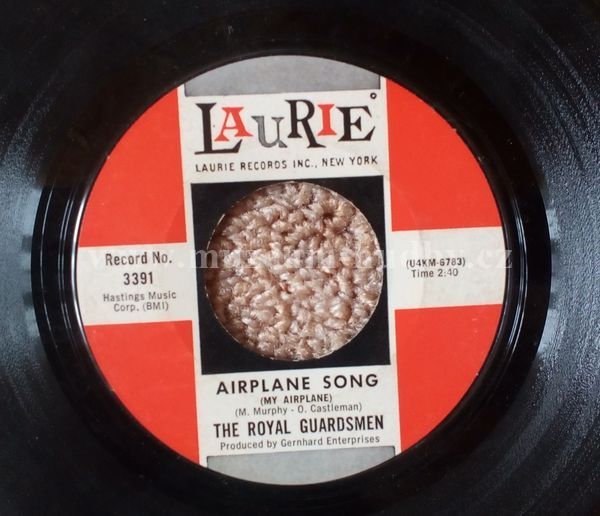 LAURIE
LAURIE RECORDS INC., NEW YORK
Record No.
3391
Hastings Music
Corp. (BMI)
(U4KM-6783)
Time 2:40
AIRPLANE SONG
(MY AIRPLANE)
(M. Murphy - O. Castleman)
THE ROYAL GUARDSMEN
Produced by Gernhard Enterprises